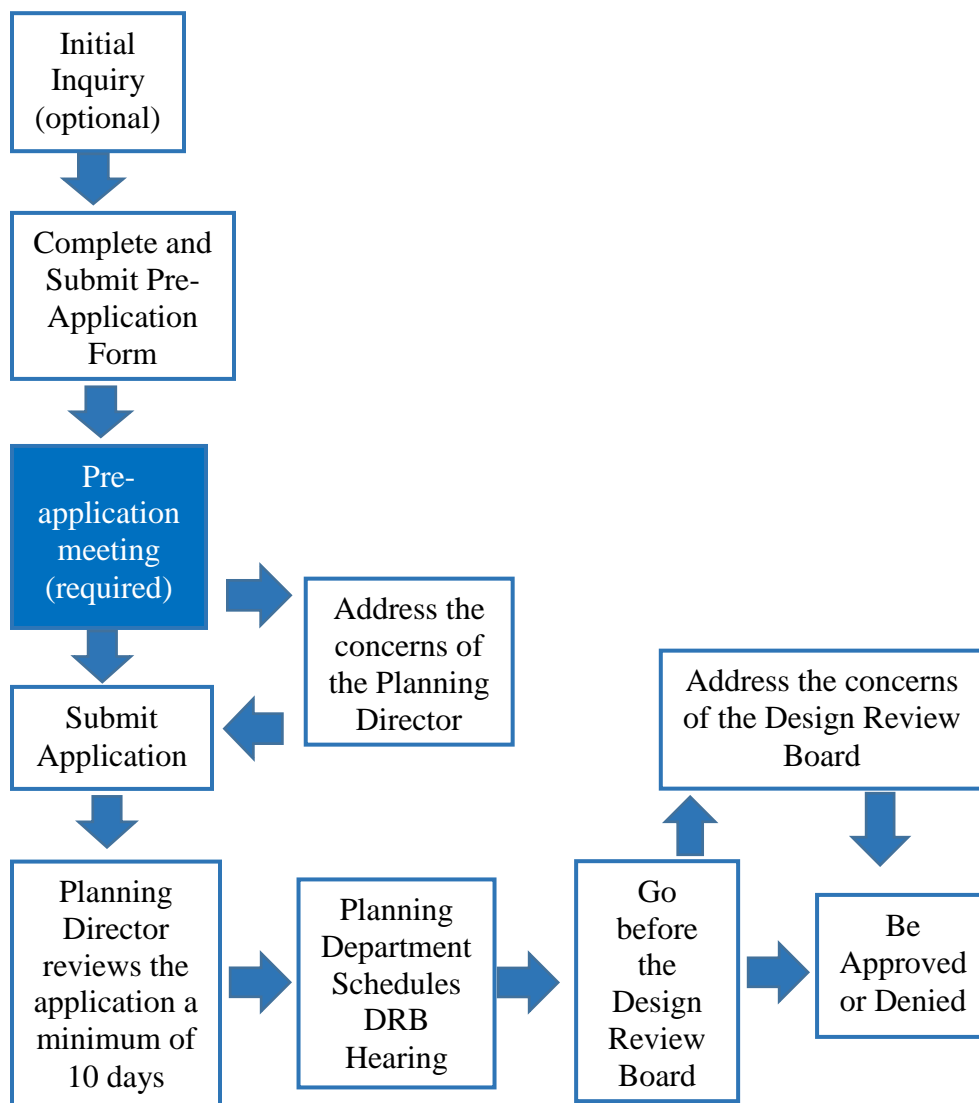 Initial
Inquiry
(optional)
Complete and
Submit Pre-
Application
Form
Pre-
application
meeting
(required)
Address the
concerns of
the Planning
Director
Submit
Application
Planning
Director
reviews the
application a
minimum of
10 days
Planning
Department
Schedules
DRB
Hearing
Go
before
the
Design
Review
Board
Address the concerns
of the Design Review
Board
Be
Approved
or Denied